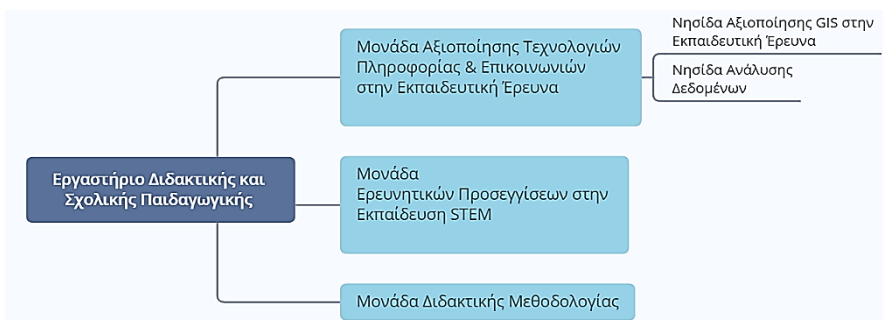 Εργαστήριο Διδακτικής και
Σχολικής Παιδαγωγικής
Μονάδα Αξιοποίησης Τεχνολογιών
Πληροφορίας & Επικοινωνιών
στην Εκπαιδευτική Έρευνα
Νησίδα Αξιοποίησης GIS στην
Εκπαιδευτική Έρευνα
Νησίδα Ανάλυσης
Δεδομένων
Μονάδα
Ερευνητικών Προσεγγίσεων στην
Εκπαίδευση STEM
Μονάδα Διδακτικής Μεθοδολογίας